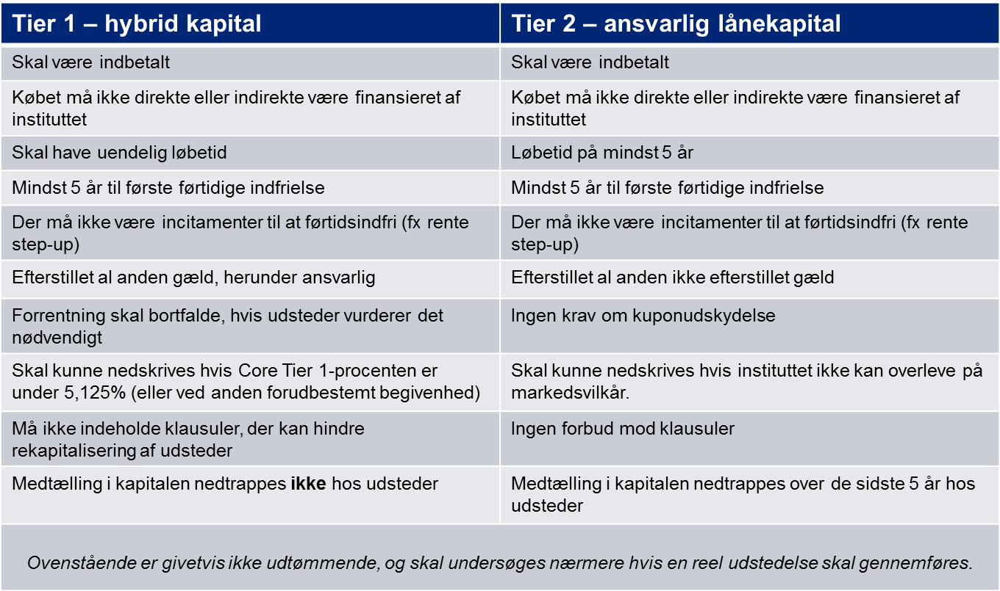 Tier 1 – hybrid kapital
Tier 2 – ansvarlig lånekapital
Skal være indbetalt
Skal være indbetalt
Købet må ikke direkte eller indirekte være finansieret af
instituttet
Købet må ikke direkte eller indirekte være finansieret af
instituttet
Skal have uendelig løbetid
Løbetid på mindst 5 år
Mindst 5 år til første førtidige indfrielse
Mindst 5 år til første førtidige indfrielse
Der må ikke være incitamenter til at førtidsindfri (fx rente
step-up)
Der må ikke være incitamenter til at førtidsindfri (fx rente
step-up)
Efterstillet al anden gæld, herunder ansvarlig
Efterstillet al anden ikke efterstillet gæld
Forrentning skal bortfalde, hvis udsteder vurderer det
nødvendigt
Ingen krav om kuponudskydelse
Skal kunne nedskrives hvis Core Tier 1-procenten er
under 5,125% (eller ved anden forudbestemt begivenhed)
Skal kunne nedskrives hvis instituttet ikke kan overleve på
markedsvilkår.
Må ikke indeholde klausuler, der kan hindre
rekapitalisering af udsteder
Ingen forbud mod klausuler
Medtælling i kapitalen nedtrappes ikke hos udsteder
Medtælling i kapitalen nedtrappes over de sidste 5 år hos
udsteder
Ovenstående er givetvis ikke udtømmende, og skal undersøges nærmere hvis en reel udstedelse skal gennemføres.